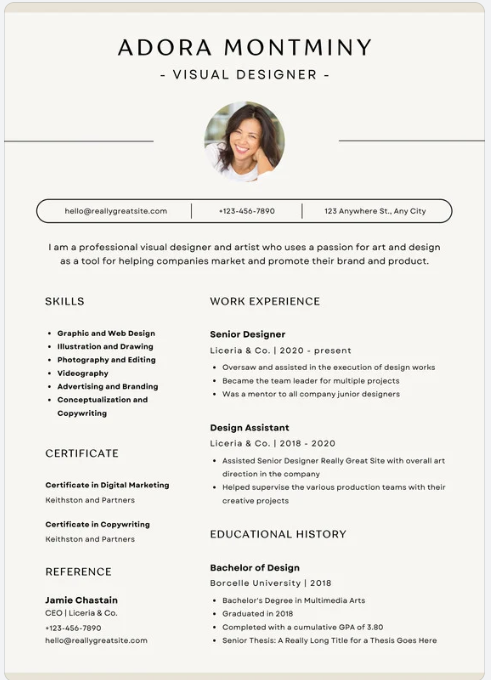 ADORA MONTMINY
- VISUAL DESIGNER -
hello@reallygreatsite.com
+123-456-7890
123 Anywhere St., Any City
I am a professional visual designer and artist who uses a passion for art and design
as a tool for helping companies market and promote their brand and product.
SKILLS
• Graphic and Web Design
• Illustration and Drawing
• Photography and Editing
• Videography
• Advertising and Branding
• Conceptualization and
Copywriting
CERTIFICATE
Certificate in Digital Marketing
Keithston and Partners
Certificate in Copywriting
Keithston and Partners
REFERENCE
Jamie Chastain
CEO | Liceria & Co.
+123-456-7890
hello@reallygreatsite.com
WORK EXPERIENCE
Senior Designer
Liceria & Co. | 2020 - present
• Oversaw and assisted in the execution of design works
• Became the team leader for multiple projects
• Was a mentor to all company junior designers
Design Assistant
Liceria & Co. | 2018 - 2020
• Assisted Senior Designer Really Great Site with overall art
direction in the company
• Helped supervise the various production teams with their
creative projects
EDUCATIONAL HISTORY
Bachelor of Design
Borcelle University | 2018
• Bachelor's Degree in Multimedia Arts
• Graduated in 2018
• Completed with a cumulative GPA of 3.80
• Senior Thesis: A Really Long Title for a Thesis Goes Here